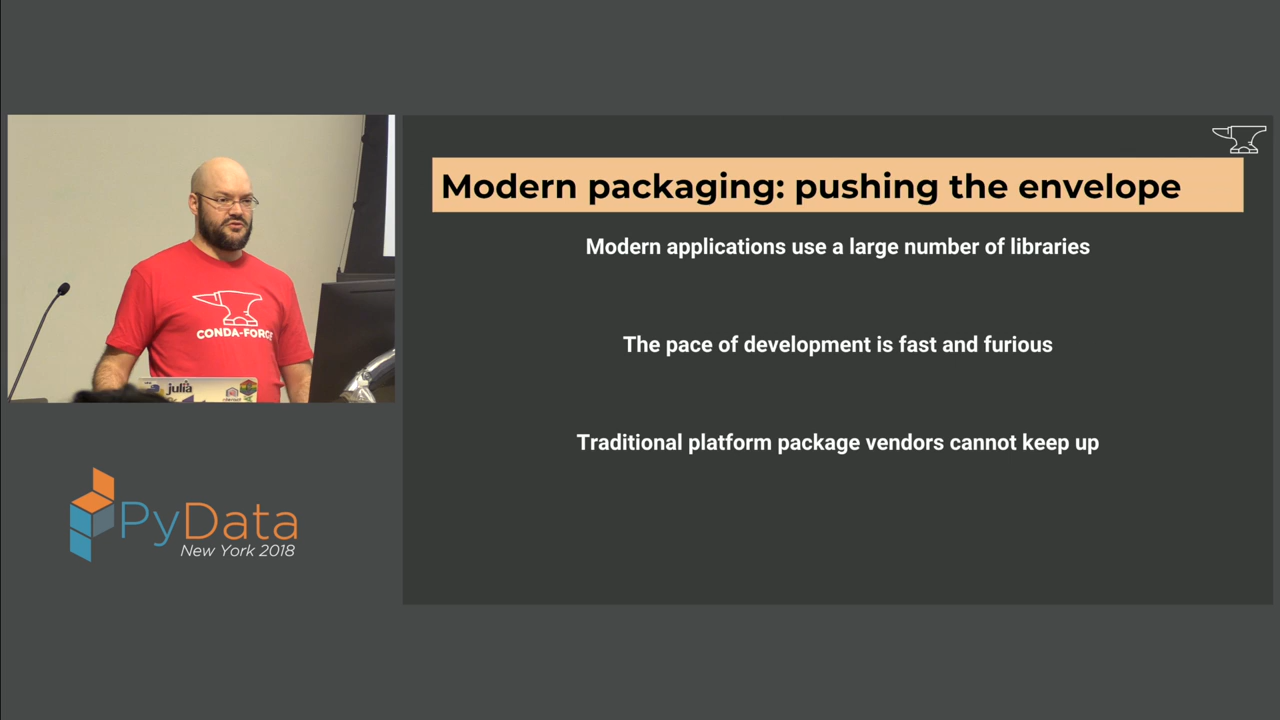 Modern packaging: pushing the envelope
Modern applications use a large number of libraries
The pace of development is fast and furious
Traditional platform package vendors cannot keep up
CONDA-FORGE
julia
PyData
New York 2018